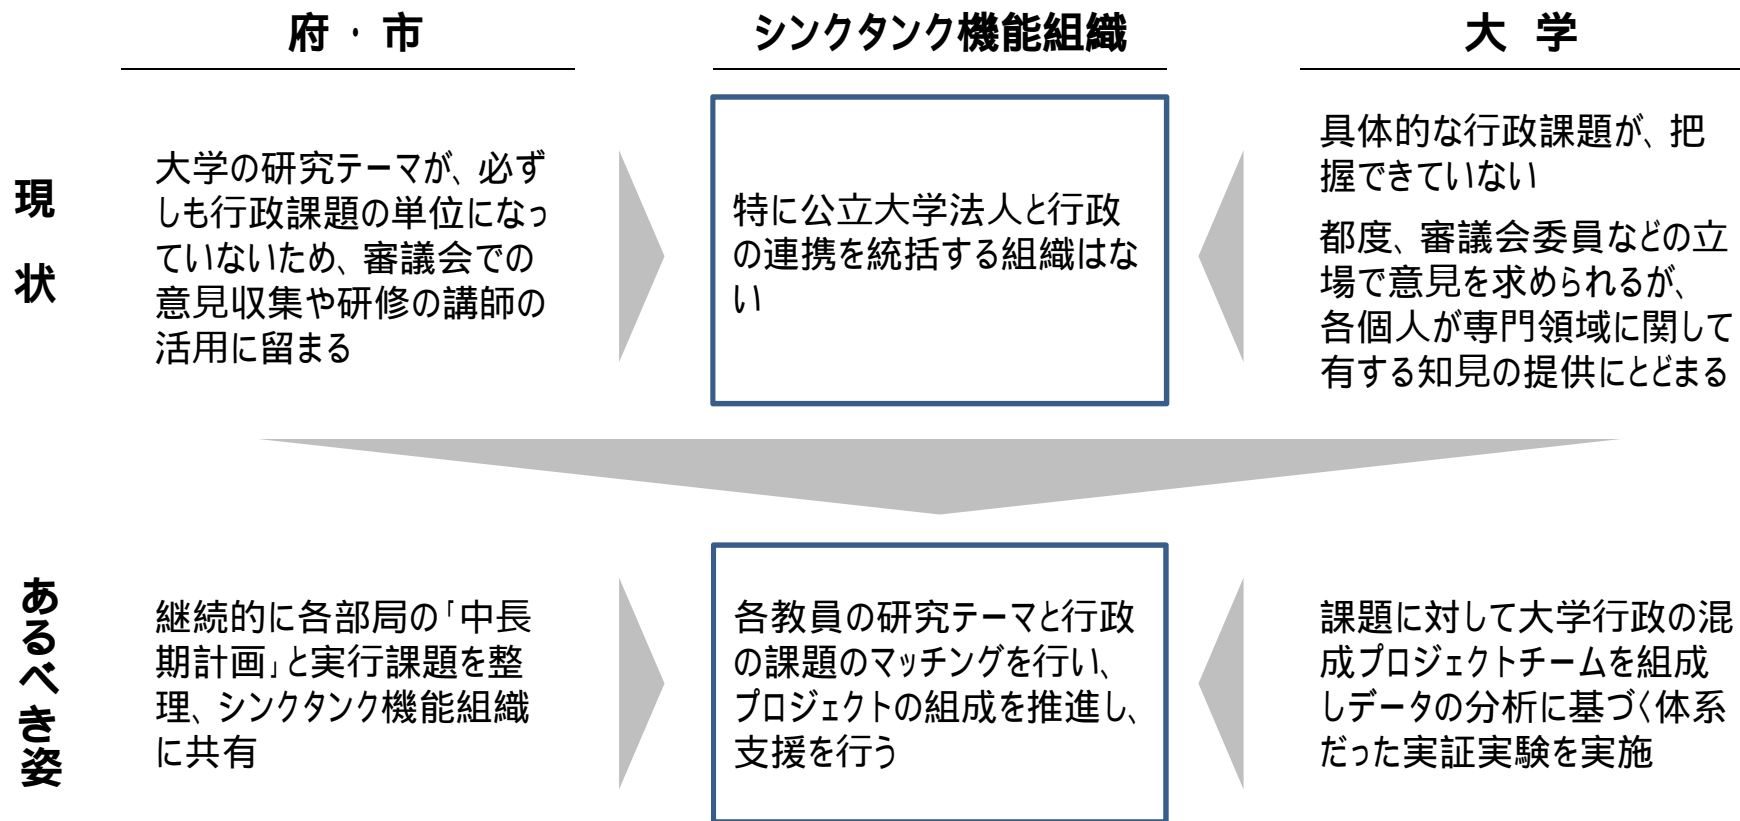 府・市
シンクタンク機能組織
大 学
現状
大学の研究テーマが、必ず
しも行政課題の単位になっ
ていないため、審議会での
意見収集や研修の講師の
活用に留まる
特に公立大学法人と行政
の連携を統括する組織はな
い
具体的な行政課題が、把
握できていない
都度、審議会委員などの立
場で意見を求められるが、
各個人が専門領域に関して
有する知見の提供にとどまる
あるべき姿
継続的に各部局の「中長
期計画」と実行課題を整
理、シンクタンク機能組織
に共有
各教員の研究テーマと行政
の課題のマッチングを行い、
プロジェクトの組成を推進し、
支援を行う
課題に対して大学行政の混
成プロジェクトチームを組成
しデータの分析に基づく体系
だった実証実験を実施